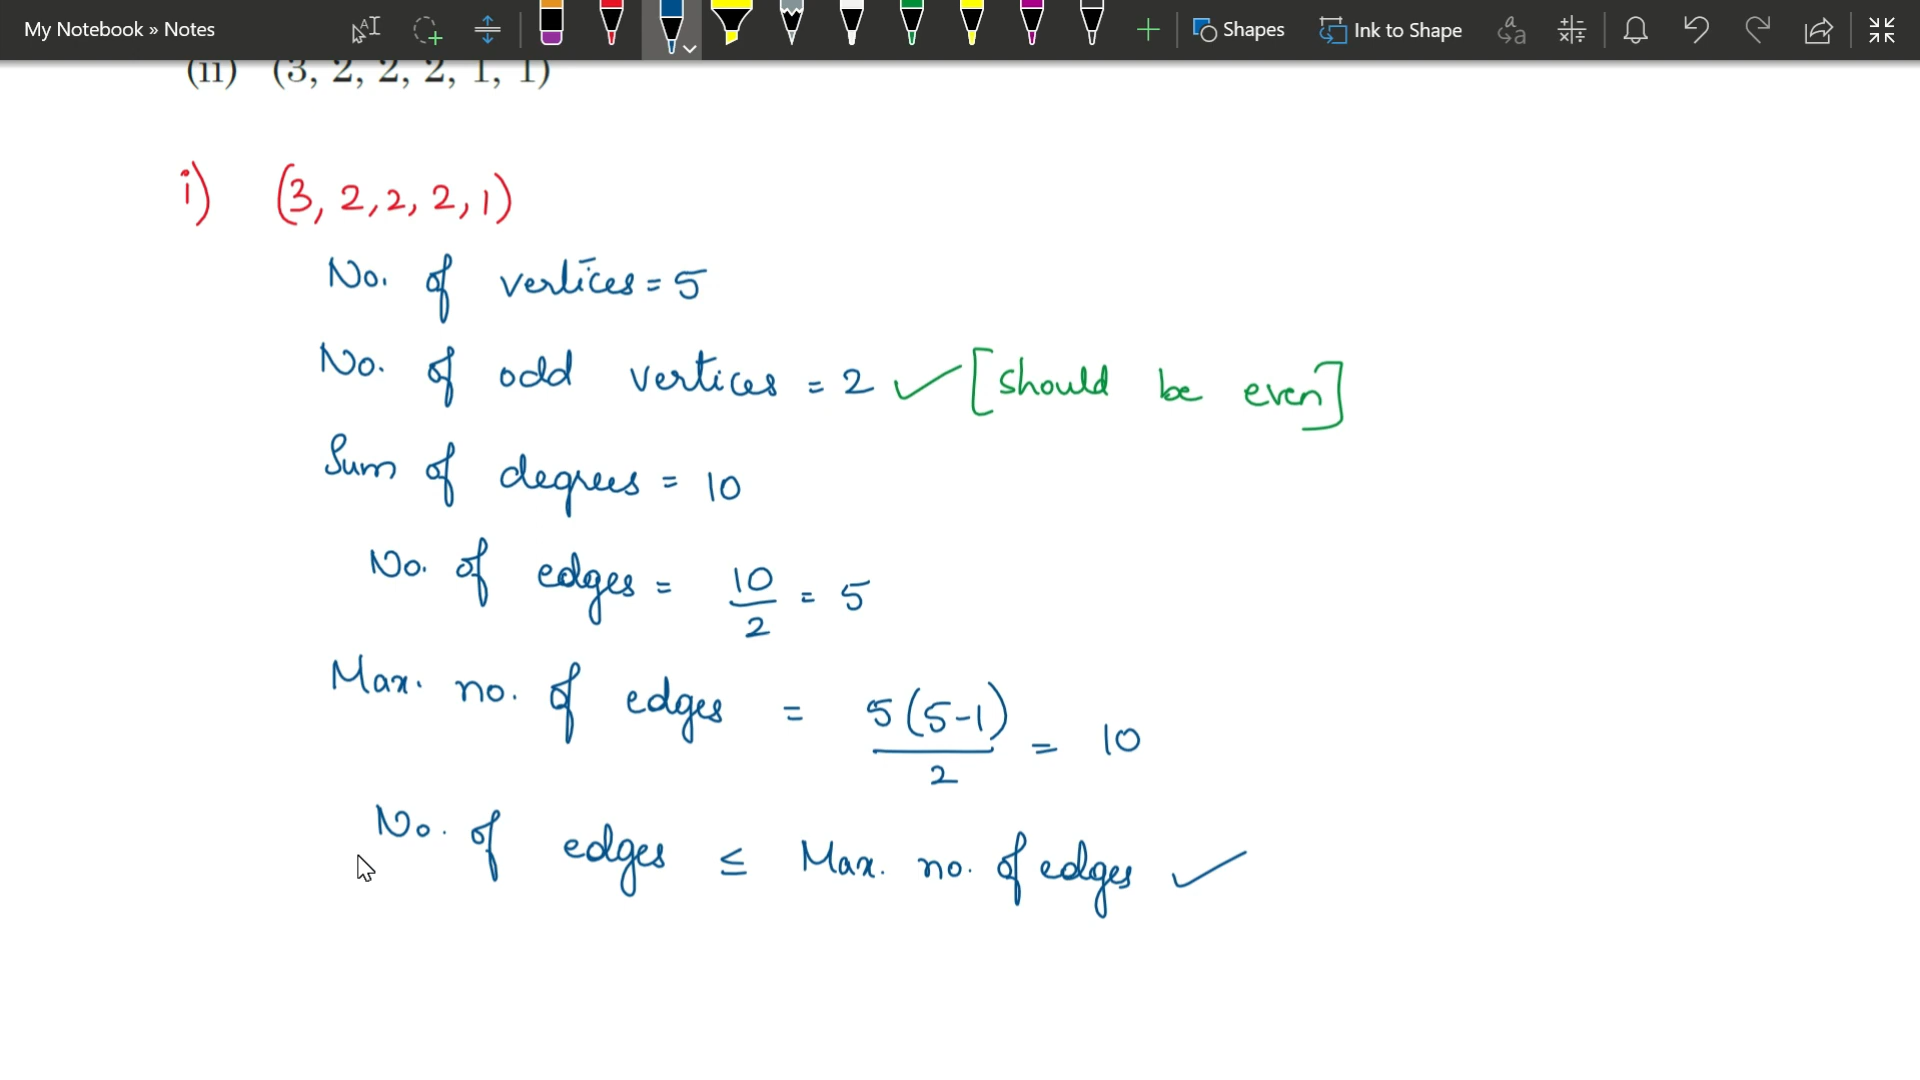 My Notebook » Notes
Shapes
Ink to Shape
(ii) (3, 2, 2, 2, 1, 1)
i) (3, 2, 2, 2, 1)
No. of vertices = 5
No. of odd vertices = 2 ✓ [should be even]
Sum of degrees = 10
No. of edges = 10/2 = 5
Max. no. of edges = 5(5-1)/2 = 10
No. of edges ≤ Max. no. of edges ✓